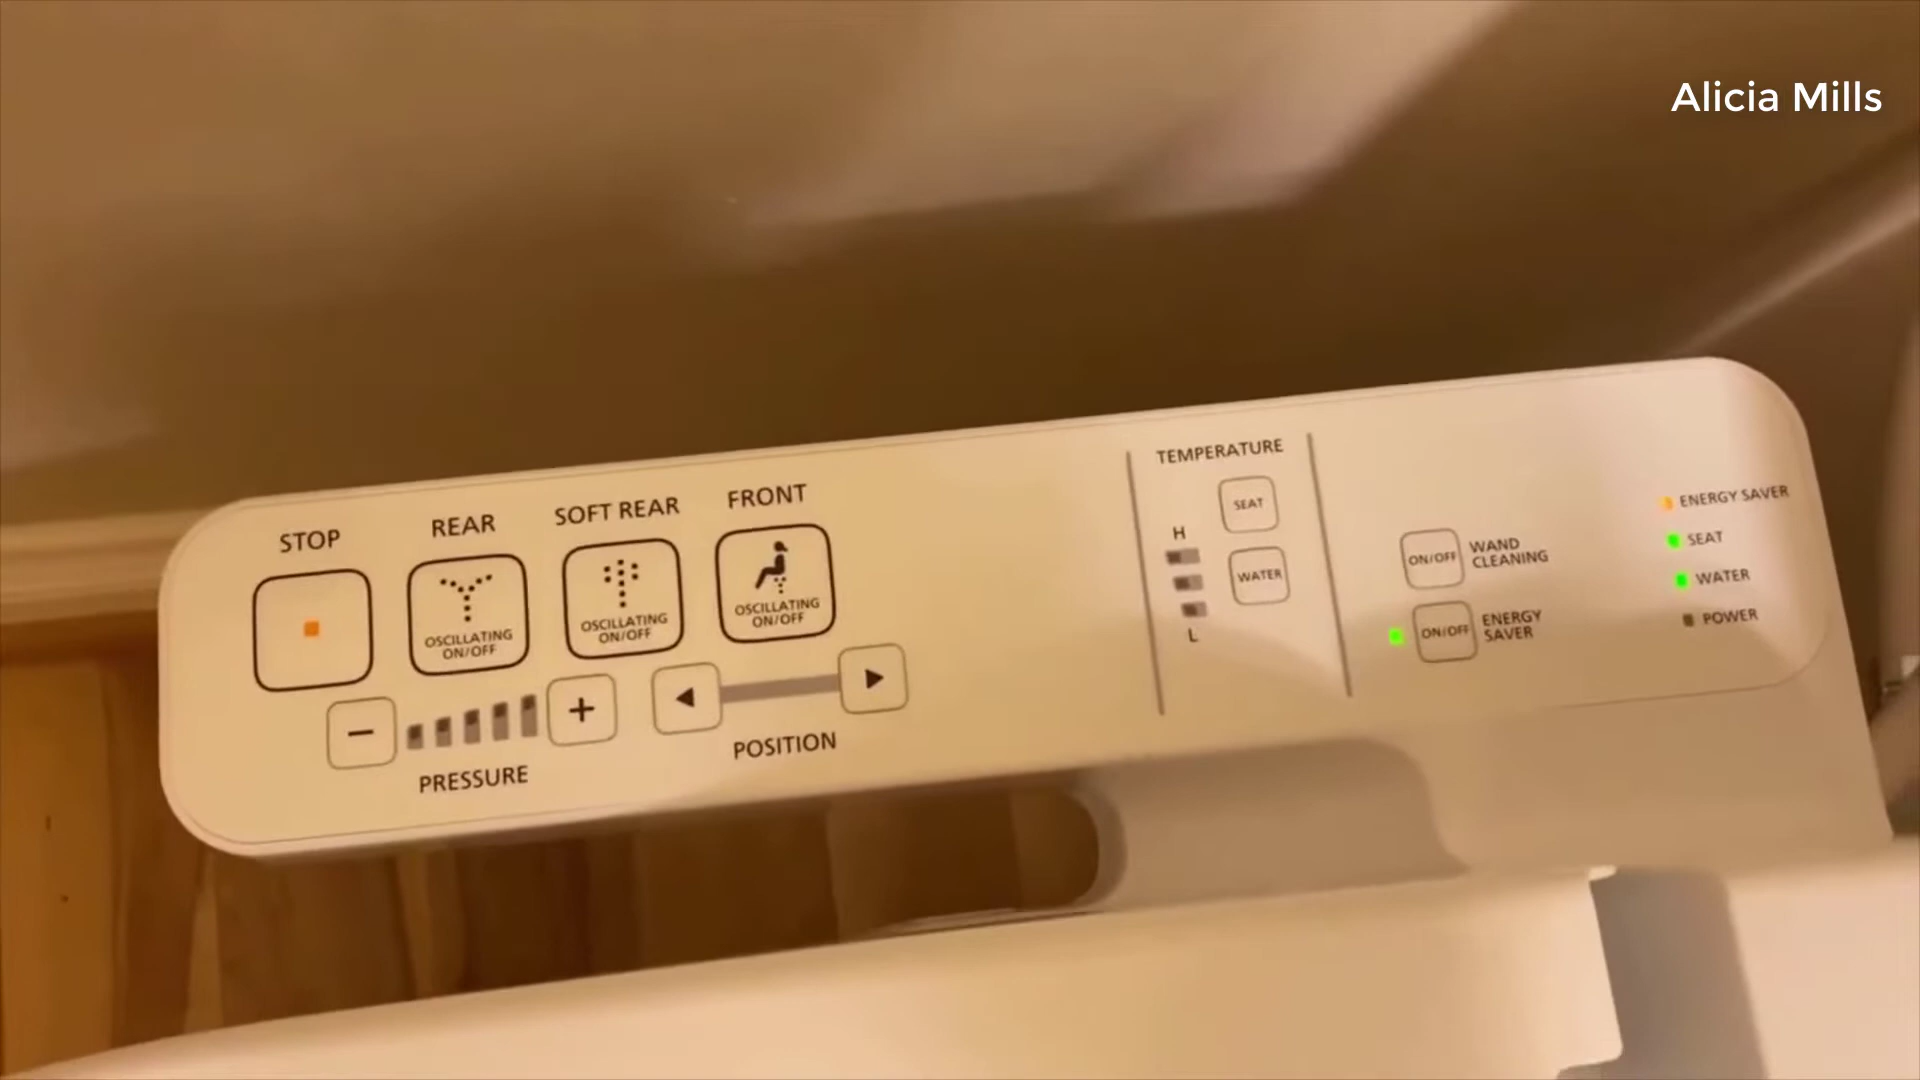 Alicia Mills
STOP
REAR
SOFT REAR
FRONT
OSCILLATING
ON/OFF
OSCILLATING
ON/OFF
OSCILLATING
ON/OFF
PRESSURE
POSITION
TEMPERATURE
SEAT
WATER
H
L
ON/OFF
WAND
CLEANING
ON/OFF
ENERGY
SAVER
ENERGY SAVER
SEAT
WATER
POWER